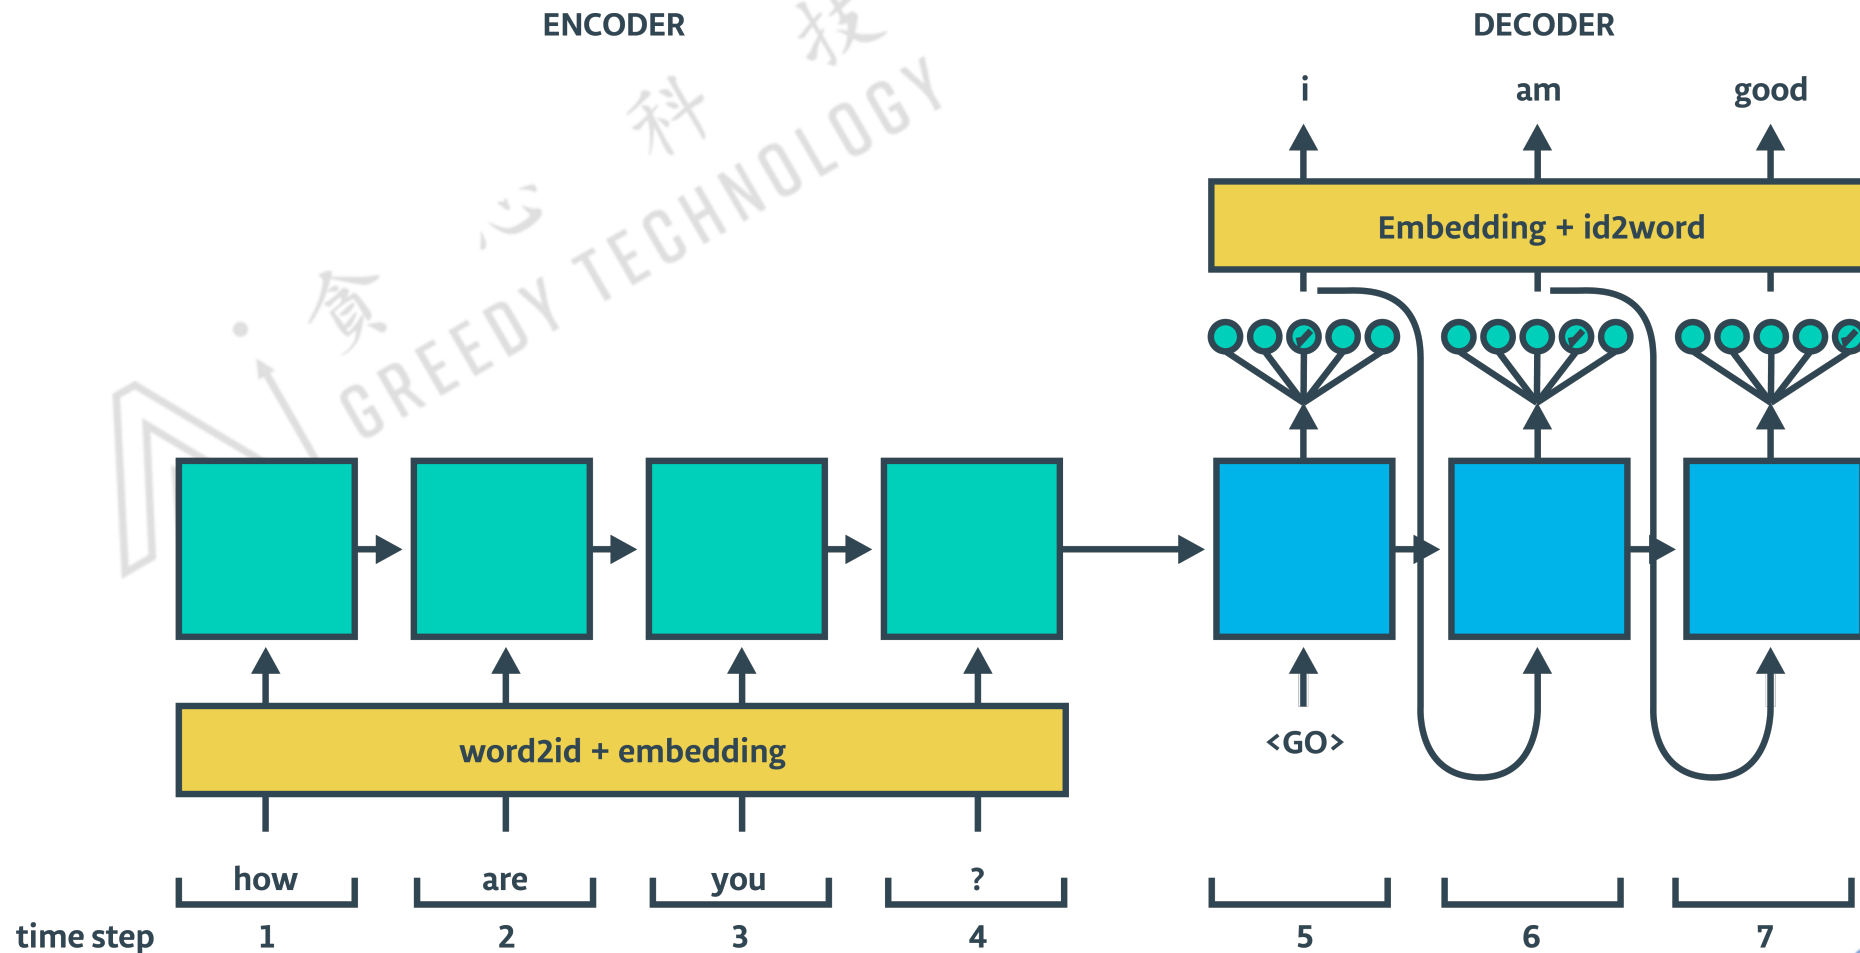 ENCODER
DECODER
i am good
Embedding + id2word
<GO>
word2id + embedding
how are you ?
time step 1 2 3 4 5 6 7
貪心科技
GREEDY TECHNOLOGY